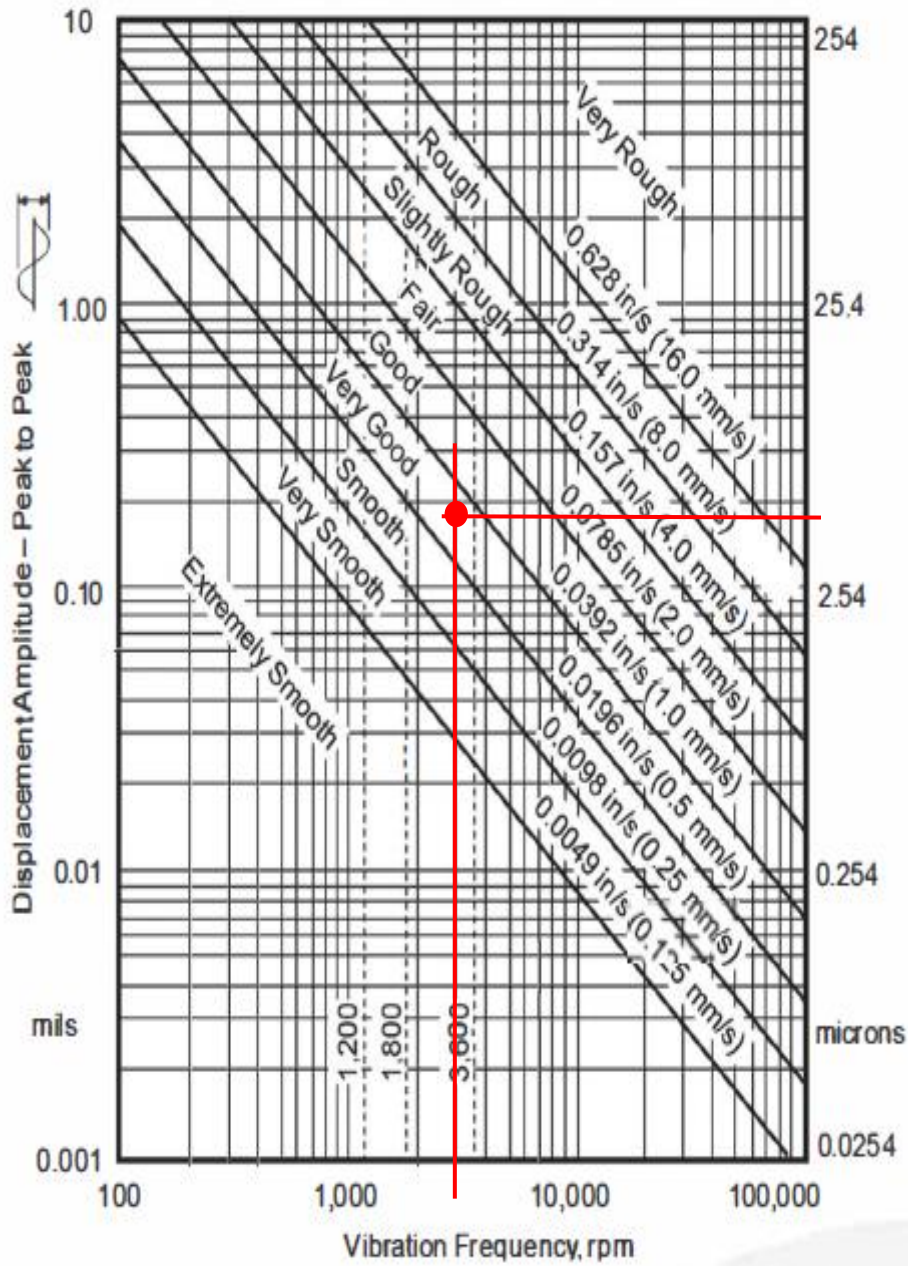 10
1.00
0.10
0.01
mils
0.001
Displacement Amplitude – Peak to Peak
254
25.4
2.54
0.254
microns
0.0254
Very Rough
Rough
Slightly Rough
Fair
Good
Very Good
Smooth
Very Smooth
Extremely Smooth
0.628 in/s (16.0 mm/s)
0.314 in/s (8.0 mm/s)
0.157 in/s (4.0 mm/s)
0.0785 in/s (2.0 mm/s)
0.0392 in/s (1.0 mm/s)
0.0196 in/s (0.5 mm/s)
0.0098 in/s (0.25 mm/s)
0.0049 in/s (0.125 mm/s)
1,200
1,800
3,600
100
1,000
10,000
100,000
Vibration Frequency, rpm